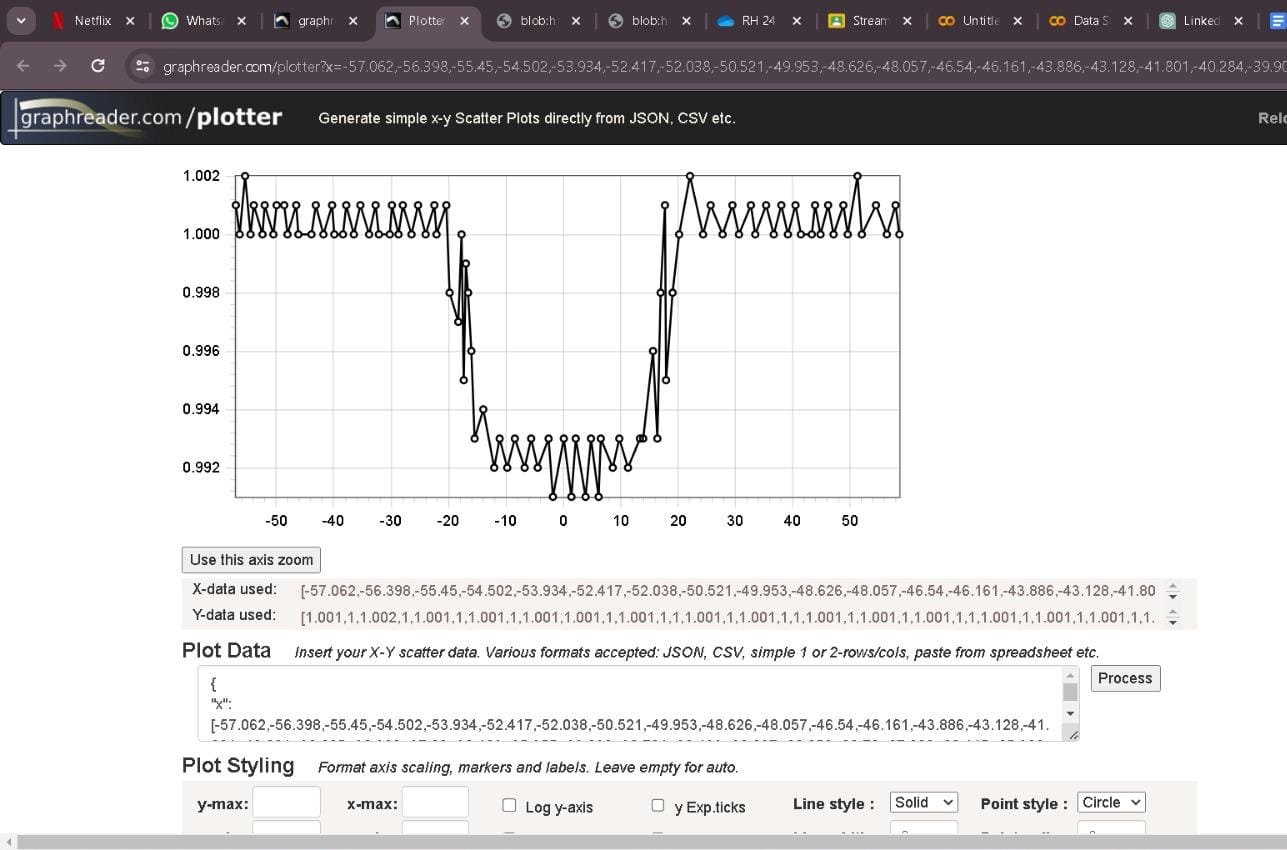 Netflix WhatsA graphr Plotter blob:h blob:h RH 24 Stream Untitle Data S Linked
graphreader.com/plotter?x=-57.062,-56.398,-55.45,-54.502,-53.934,-52.417,-52.038,-50.521,-49.953,-48.626,-48.057,-46.54,-46.161,-43.886,-43.128,-41.801,-40.284,-39.90
graphreader.com/plotter Generate simple x-y Scatter Plots directly from JSON, CSV etc. Relo
1.002
1.000
0.998
0.996
0.994
0.992
-50 -40 -30 -20 -10 0 10 20 30 40 50
Use this axis zoom
X-data used: [-57.062,-56.398,-55.45,-54.502,-53.934,-52.417,-52.038,-50.521,-49.953,-48.626,-48.057,-46.54,-46.161,-43.886,-43.128,-41.80
Y-data used: [1.001,1,1.002,1,1.001,1,1.001,1,1.001,1.001,1,1.001,1,1,1.001,1,1.001,1,1,1.001,1,1.001,1,1.001,1,1.001,1,1.001,1,1.001,1,1.
Plot Data Insert your X-Y scatter data. Various formats accepted: JSON, CSV, simple 1 or 2-rows/cols, paste from spreadsheet etc.
{ Process
"x":
[-57.062,-56.398,-55.45,-54.502,-53.934,-52.417,-52.038,-50.521,-49.953,-48.626,-48.057,-46.54,-46.161,-43.886,-43.128,-41.
Plot Styling Format axis scaling, markers and labels. Leave empty for auto.
y-max: x-max: Log y-axis y Exp.ticks Line style : Solid Point style : Circle